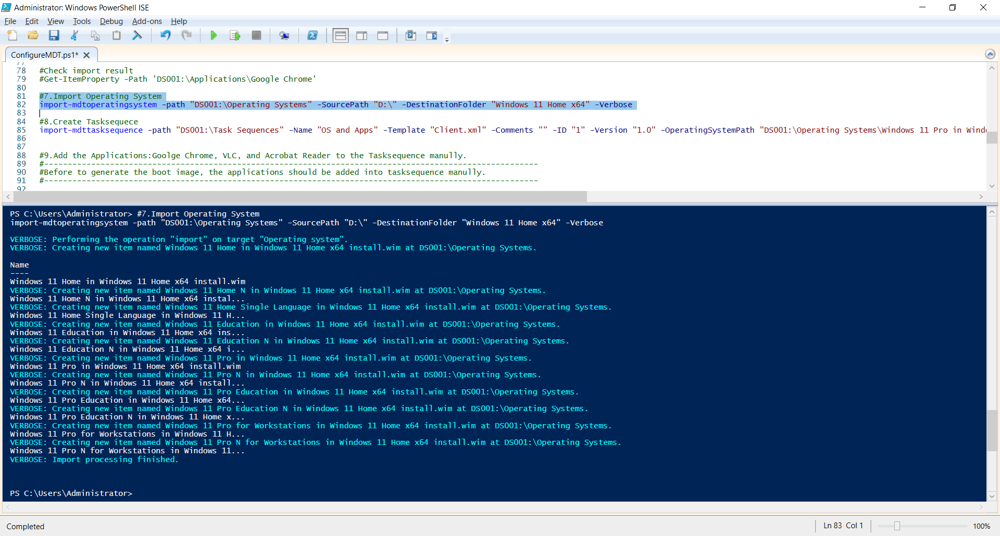 Administrator: Windows PowerShell ISE
File Edit View Tools Debug Add-ons Help
ConfigureMDT.ps1*
77
78 #Check import result
79 #Get-ItemProperty -Path 'DS001:\Applications\Google Chrome'
80
81 #7.Import Operating System
82 import-mdtoperatingsystem -path "DS001:\Operating Systems" -SourcePath "D:\" -DestinationFolder "Windows 11 Home x64" -Verbose
83
84 #8.Create Tasksequece
85 import-mdttasksequence -path "DS001:\Task Sequences" -Name "OS and Apps" -Template "Client.xml" -Comments "" -ID "1" -Version "1.0" -OperatingSystemPath "DS001:\Operating Systems\Windows 11 Pro in Wind
86
87
88 #9.Add the Applications:Goolge Chrome, VLC, and Acrobat Reader to the Tasksequence manully.
89 #---------------------------------------------------------------------------------------------------------
90 #Before to generate the boot image, the applications should be added into tasksequence manully.
91 #---------------------------------------------------------------------------------------------------------
92
PS C:\Users\Administrator> #7.Import Operating System
import-mdtoperatingsystem -path "DS001:\Operating Systems" -SourcePath "D:\" -DestinationFolder "Windows 11 Home x64" -Verbose
VERBOSE: Performing the operation "import" on target "Operating system".
VERBOSE: Creating new item named Windows 11 Home in Windows 11 Home x64 install.wim at DS001:\Operating Systems.
Name
----
Windows 11 Home in Windows 11 Home x64 install.wim
VERBOSE: Creating new item named Windows 11 Home N in Windows 11 Home x64 install.wim at DS001:\Operating Systems.
Windows 11 Home N in Windows 11 Home x64 instal...
VERBOSE: Creating new item named Windows 11 Home Single Language in Windows 11 Home x64 install.wim at DS001:\Operating Systems.
Windows 11 Home Single Language in Windows 11 H...
VERBOSE: Creating new item named Windows 11 Education in Windows 11 Home x64 install.wim at DS001:\Operating Systems.
Windows 11 Education in Windows 11 Home x64 ins...
VERBOSE: Creating new item named Windows 11 Education N in Windows 11 Home x64 install.wim at DS001:\Operating Systems.
Windows 11 Education N in Windows 11 Home x64 i...
VERBOSE: Creating new item named Windows 11 Pro in Windows 11 Home x64 install.wim at DS001:\Operating Systems.
Windows 11 Pro in Windows 11 Home x64 install.wim
VERBOSE: Creating new item named Windows 11 Pro N in Windows 11 Home x64 install.wim at DS001:\Operating Systems.
Windows 11 Pro N in Windows 11 Home x64 install...
VERBOSE: Creating new item named Windows 11 Pro Education in Windows 11 Home x64 install.wim at DS001:\Operating Systems.
Windows 11 Pro Education in Windows 11 Home x64...
VERBOSE: Creating new item named Windows 11 Pro Education N in Windows 11 Home x64 install.wim at DS001:\Operating Systems.
Windows 11 Pro Education N in Windows 11 Home x...
VERBOSE: Creating new item named Windows 11 Pro for Workstations in Windows 11 Home x64 install.wim at DS001:\Operating Systems.
Windows 11 Pro for Workstations in Windows 11 H...
VERBOSE: Creating new item named Windows 11 Pro N for Workstations in Windows 11 Home x64 install.wim at DS001:\Operating Systems.
Windows 11 Pro N for Workstations in Windows 11...
VERBOSE: Import processing finished.
PS C:\Users\Administrator>
Completed Ln 83 Col 1 100%